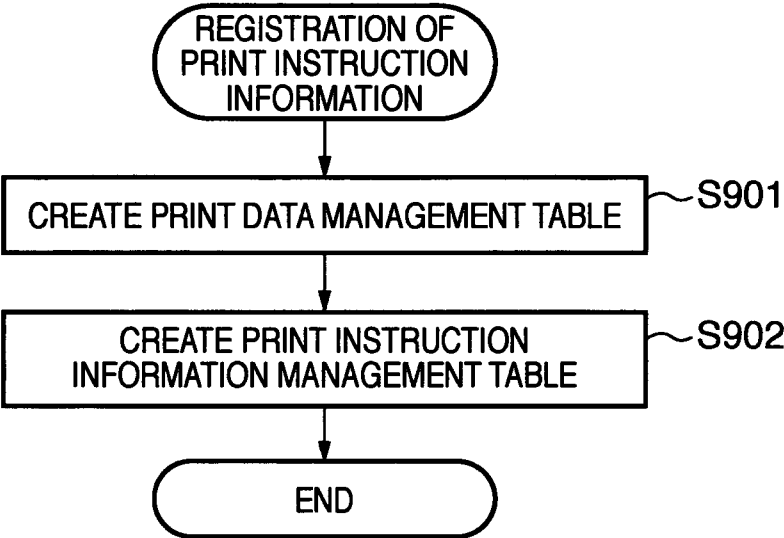 REGISTRATION OF
PRINT INSTRUCTION
INFORMATION
CREATE PRINT DATA MANAGEMENT TABLE
S901
CREATE PRINT INSTRUCTION
INFORMATION MANAGEMENT TABLE
S902
END